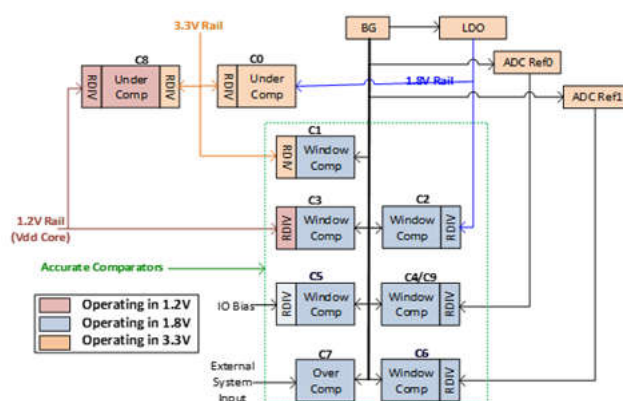 3.3V Rail
BG
LDO
C8
C0
ADC Ref0
RDIV
Under
Comp
RDIV
RDIV
Under
Comp
1.8V Rail
ADC Ref1
C1
RDIV
Window
Comp
C3
C2
1.2V Rail
(Vdd Core)
RDIV
Window
Comp
Window
Comp
RDIV
Accurate Comparators
C5
C4/C9
Operating in 1.2V
Operating in 1.8V
Operating in 3.3V
IO Bias
RDIV
Window
Comp
Window
Comp
RDIV
C7
C6
External
System
Input
Over
Comp
Window
Comp
RDIV